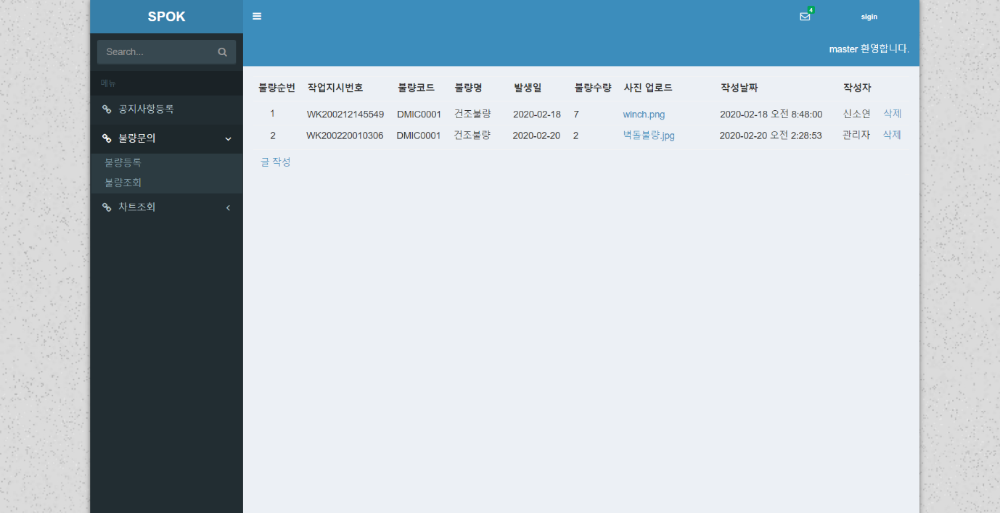 SPOK
4
sigin
Search...
master 환영합니다.
메뉴
공지사항등록
불량문의
불량등록
불량조회
차트조회
불량순번 작업지시번호 불량코드 불량명 발생일 불량수량 사진 업로드 작성날짜 작성자
1 WK200212145549 DMIC0001 건조불량 2020-02-18 7 winch.png 2020-02-18 오전 8:48:00 신소연 삭제
2 WK200220010306 DMIC0001 건조불량 2020-02-20 2 벽돌불량.jpg 2020-02-20 오전 2:28:53 관리자 삭제
글 작성